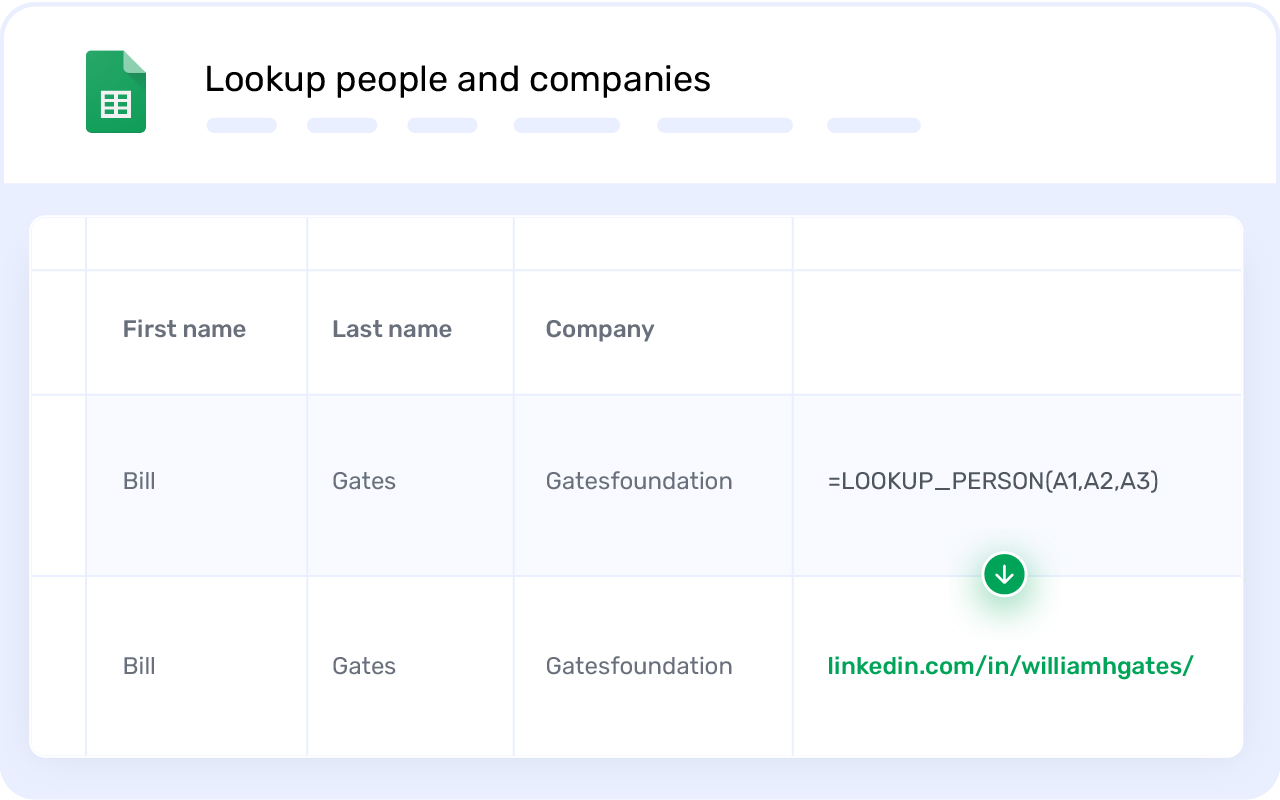 Lookup people and companies
First name Last name Company
Bill Gates Gatesfoundation =LOOKUP_PERSON(A1,A2,A3)
Bill Gates Gatesfoundation linkedin.com/in/williamhgates/